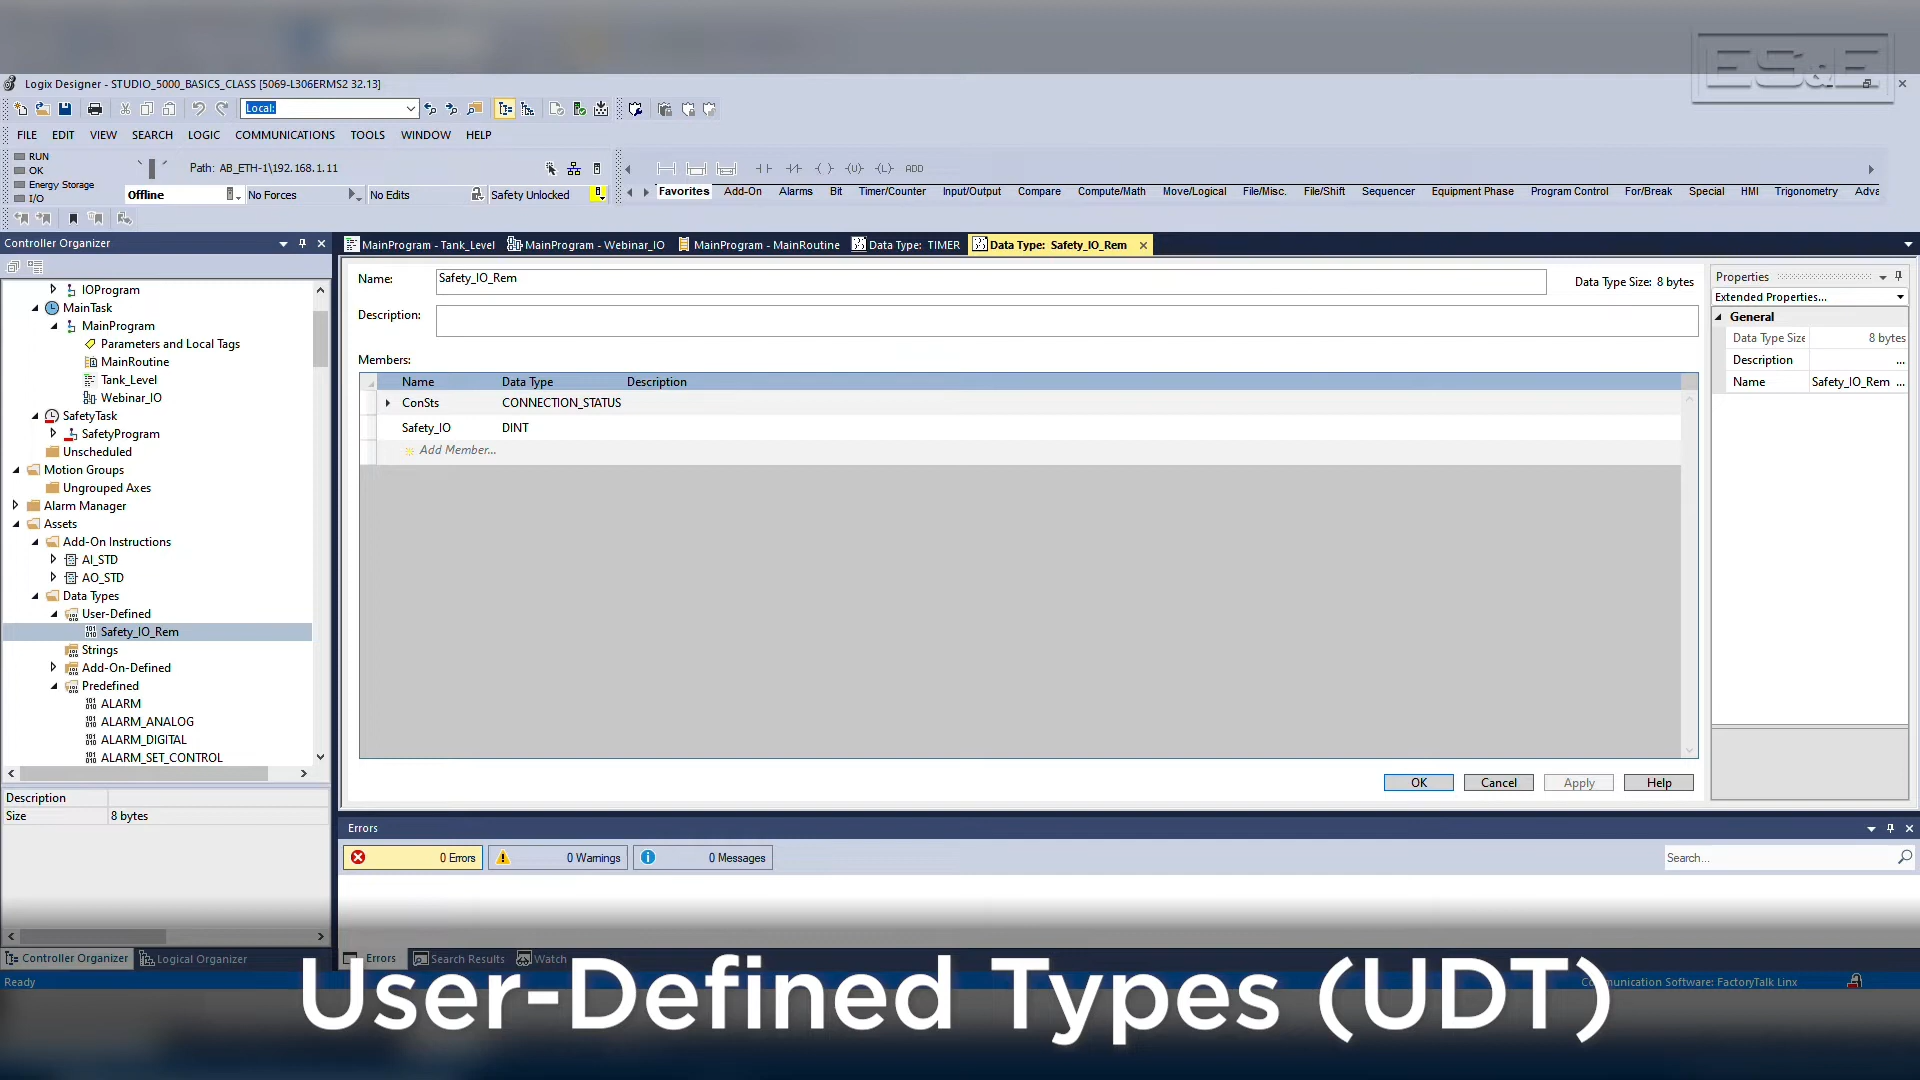 ES&E
Logix Designer - STUDIO_5000_BASICS_CLASS [5069-L306ERMS2 32.13]
Local:
FILE EDIT VIEW SEARCH LOGIC COMMUNICATIONS TOOLS WINDOW HELP
RUN
OK
Energy Storage
I/O
Path: AB_ETH-1\192.168.1.11
Offline No Forces No Edits Safety Unlocked
ADD
Favorites Add-On Alarms Bit Timer/Counter Input/Output Compare Compute/Math Move/Logical File/Misc. File/Shift Sequencer Equipment Phase Program Control For/Break Special HMI Trigonometry Adva
Controller Organizer
IOProgram
MainTask
MainProgram
Parameters and Local Tags
MainRoutine
Tank_Level
Webinar_IO
SafetyTask
SafetyProgram
Unscheduled
Motion Groups
Ungrouped Axes
Alarm Manager
Assets
Add-On Instructions
AI_STD
AO_STD
Data Types
User-Defined
Safety_IO_Rem
Strings
Add-On-Defined
Predefined
ALARM
ALARM_ANALOG
ALARM_DIGITAL
ALARM_SET_CONTROL
Description
Size 8 bytes
Controller Organizer Logical Organizer
MainProgram - Tank_Level MainProgram - Webinar_IO MainProgram - MainRoutine Data Type: TIMER Data Type: Safety_IO_Rem
Name: Safety_IO_Rem Data Type Size: 8 bytes
Description:
Members:
Name Data Type Description
ConSts CONNECTION_STATUS
Safety_IO DINT
Add Member...
OK Cancel Apply Help
Properties
Extended Properties...
General
Data Type Size 8 bytes
Description ...
Name Safety_IO_Rem ...
Errors
0 Errors 0 Warnings 0 Messages
Search...
Errors Search Results Watch
Ready
Communication Software: FactoryTalk Linx
User-Defined Types (UDT)